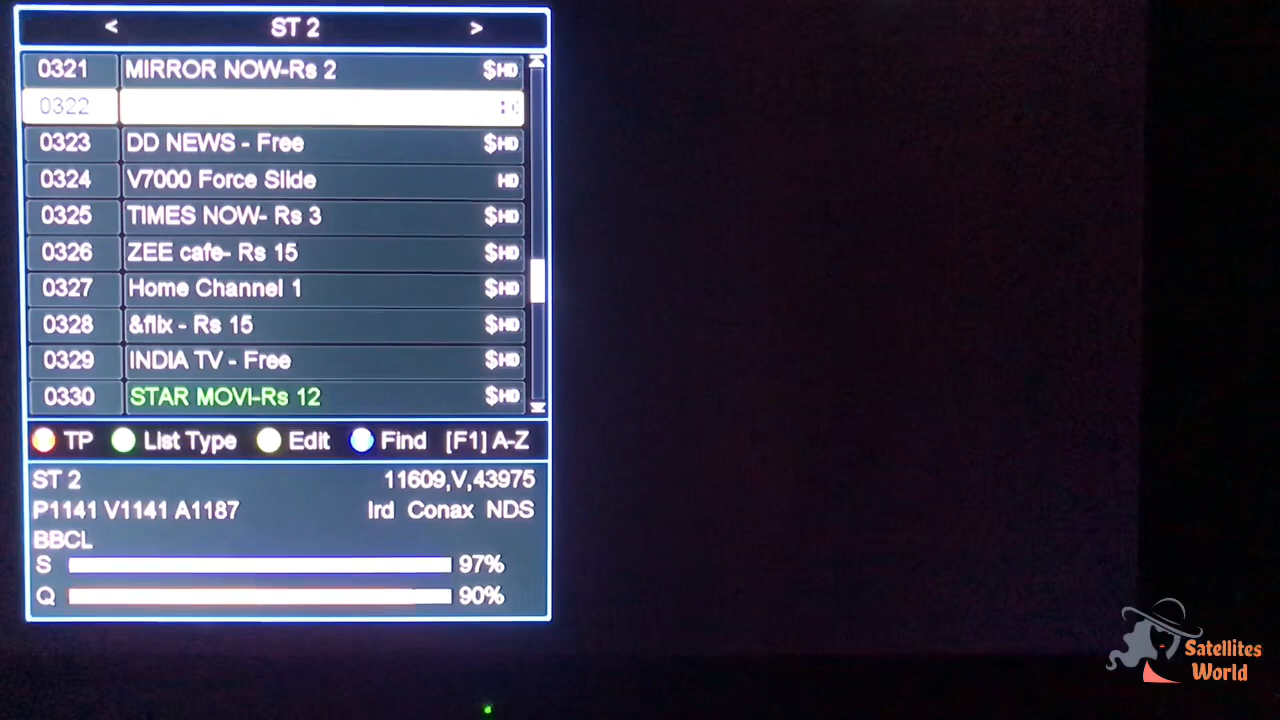 < ST 2 >
0321 MIRROR NOW-Rs 2 $HD
0322
0323 DD NEWS - Free $HD
0324 V7000 Force Slide HD
0325 TIMES NOW- Rs 3 $HD
0326 ZEE cafe- Rs 15 $HD
0327 Home Channel 1 $HD
0328 &flix - Rs 15 $HD
0329 INDIA TV - Free $HD
0330 STAR MOVI-Rs 12 $HD
TP List Type Edit Find [F1] A-Z
ST 2 11609,V,43975
P1141 V1141 A1187 Ird Conax NDS
BBCL
S 97%
Q 90%
Satellites
World